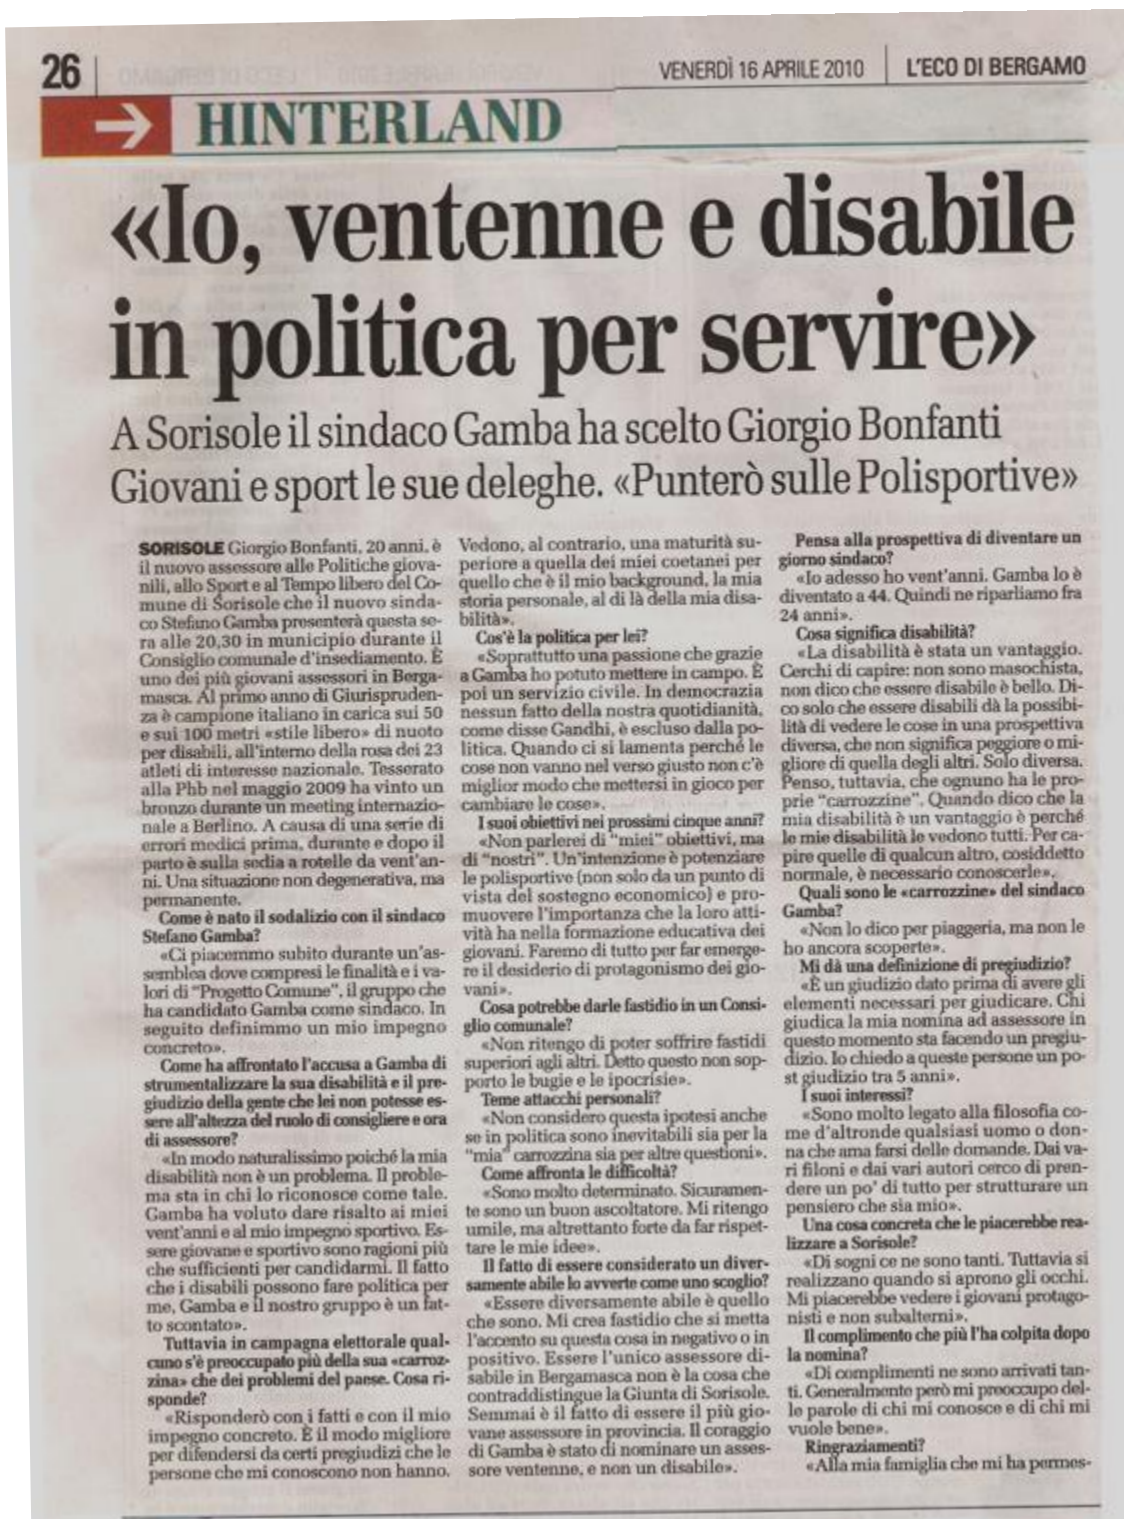 26
VENERDÌ 16 APRILE 2010
L'ECO DI BERGAMO
HINTERLAND
«Io, ventenne e disabile
in politica per servire»
A Sorisole il sindaco Gamba ha scelto Giorgio Bonfanti
Giovani e sport le sue deleghe. «Punterò sulle Polisportive»
SORISOLE Giorgio Bonfanti, 20 anni, è
il nuovo assessore alle Politiche giova-
nili, allo Sport e al Tempo libero del Co-
mune di Sorisole che il nuovo sinda-
co Stefano Gamba presenterà questa se-
ra alle 20,30 in municipio durante il
Consiglio comunale d'insediamento. È
uno dei più giovani assessori in Berga-
masca. Al primo anno di Giurispruden-
za è campione italiano in carica sui 50
e sui 100 metri «stile libero» di nuoto
per disabili, all'interno della rosa dei 23
atleti di interesse nazionale. Tesserato
alla Phb nel maggio 2009 ha vinto un
bronzo durante un meeting internazio-
nale a Berlino. A causa di una serie di
errori medici prima, durante e dopo il
parto è sulla sedia a rotelle da vent'an-
ni. Una situazione non degenerativa, ma
permanente.
Come è nato il sodalizio con il sindaco
Stefano Gamba?
«Ci piacemmo subito durante un'as-
semblea dove compresi le finalità e i va-
lori di "Progetto Comune", il gruppo che
ha candidato Gamba come sindaco. In
seguito definimmo un mio impegno
concreto».
Come ha affrontato l'accusa a Gamba di
strumentalizzare la sua disabilità e il pre-
giudizio della gente che lei non potesse es-
sere all'altezza del ruolo di consigliere e ora
di assessore?
«In modo naturalissimo poiché la mia
disabilità non è un problema. Il proble-
ma sta in chi lo riconosce come tale.
Gamba ha voluto dare risalto ai miei
vent'anni e al mio impegno sportivo. Es-
sere giovane e sportivo sono ragioni più
che sufficienti per candidarmi. Il fatto
che i disabili possono fare politica per
me, Gamba e il nostro gruppo è un fat-
to scontato».
Tuttavia in campagna elettorale qual-
cuno s'è preoccupato più della sua «carroz-
zina» che dei problemi del paese. Cosa ri-
sponde?
«Risponderò con i fatti e con il mio
impegno concreto. È il modo migliore
per difendersi da certi pregiudizi che le
persone che mi conoscono non hanno.
Vedono, al contrario, una maturità su-
periore a quella dei miei coetanei per
quello che è il mio background, la mia
storia personale, al di là della mia disa-
bilità».
Cos'è la politica per lei?
«Soprattutto una passione che grazie
a Gamba ho potuto mettere in campo. È
poi un servizio civile. In democrazia
nessun fatto della nostra quotidianità,
come disse Gandhi, è escluso dalla po-
litica. Quando ci si lamenta perché le
cose non vanno nel verso giusto non c'è
miglior modo che mettersi in gioco per
cambiare le cose».
I suoi obiettivi nei prossimi cinque anni?
«Non parlerei di "miei" obiettivi, ma
di "nostri". Un'intenzione è potenziare
le polisportive (non solo da un punto di
vista del sostegno economico) e pro-
muovere l'importanza che la loro atti-
vità ha nella formazione educativa dei
giovani. Faremo di tutto per far emerge-
re il desiderio di protagonismo dei gio-
vani».
Cosa potrebbe darle fastidio in un Consi-
glio comunale?
«Non ritengo di poter soffrire fastidi
superiori agli altri. Detto questo non sop-
porto le bugie e le ipocrisie».
Teme attacchi personali?
«Non considero questa ipotesi anche
se in politica sono inevitabili sia per la
"mia" carrozzina sia per altre questioni».
Come affronta le difficoltà?
«Sono molto determinato. Sicuramen-
te sono un buon ascoltatore. Mi ritengo
umile, ma altrettanto forte da far rispet-
tare le mie idee».
Il fatto di essere considerato un diver-
samente abile lo avverte come uno scoglio?
«Essere diversamente abile è quello
che sono. Mi crea fastidio che si metta
l'accento su questa cosa in negativo o in
positivo. Essere l'unico assessore di-
sabile in Bergamasca non è la cosa che
contraddistingue la Giunta di Sorisole.
Semmai è il fatto di essere il più gio-
vane assessore in provincia. Il coraggio
di Gamba è stato di nominare un asses-
sore ventenne, e non un disabile».
Pensa alla prospettiva di diventare un
giorno sindaco?
«Io adesso ho vent'anni. Gamba lo è
diventato a 44. Quindi ne riparliamo fra
24 anni».
Cosa significa disabilità?
«La disabilità è stata un vantaggio.
Cerchi di capire: non sono masochista,
non dico che essere disabile è bello. Di-
co solo che essere disabili dà la possibi-
lità di vedere le cose in una prospettiva
diversa, che non significa peggiore o mi-
gliore di quella degli altri. Solo diversa.
Penso, tuttavia, che ognuno ha le pro-
prie "carrozzine". Quando dico che la
mia disabilità è un vantaggio è perché
le mie disabilità le vedono tutti. Per ca-
pire quelle di qualcun altro, cosiddetto
normale, è necessario conoscerle».
Quali sono le «carrozzine» del sindaco
Gamba?
«Non lo dico per piaggeria, ma non le
ho ancora scoperte».
Mi dà una definizione di pregiudizio?
«È un giudizio dato prima di avere gli
elementi necessari per giudicare. Chi
giudica la mia nomina ad assessore in
questo momento sta facendo un pregiu-
dizio. Io chiedo a queste persone un po-
st giudizio tra 5 anni».
I suoi interessi?
«Sono molto legato alla filosofia co-
me d'altronde qualsiasi uomo o don-
na che ama farsi delle domande. Dai va-
ri filoni e dai vari autori cerco di pren-
dere un po' di tutto per strutturare un
pensiero che sia mio».
Una cosa concreta che le piacerebbe rea-
lizzare a Sorisole?
«Di sogni ce ne sono tanti. Tuttavia si
realizzano quando si aprono gli occhi.
Mi piacerebbe vedere i giovani protago-
nisti e non subalterni».
Il complimento che più l'ha colpita dopo
la nomina?
«Di complimenti ne sono arrivati tan-
ti. Generalmente però mi preoccupo del-
le parole di chi mi conosce e di chi mi
vuole bene».
Ringraziamenti?
«Alla mia famiglia che mi ha permes-